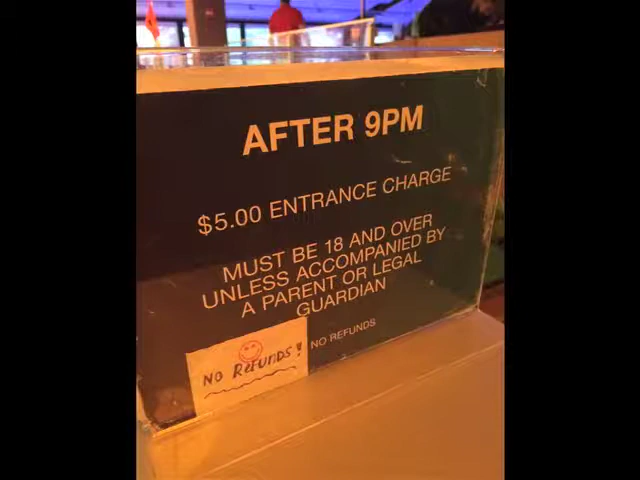 AFTER 9PM
$5.00 ENTRANCE CHARGE
MUST BE 18 AND OVER
UNLESS ACCOMPANIED BY
A PARENT OR LEGAL
GUARDIAN
NO REFUNDS
NO REFUNDS!